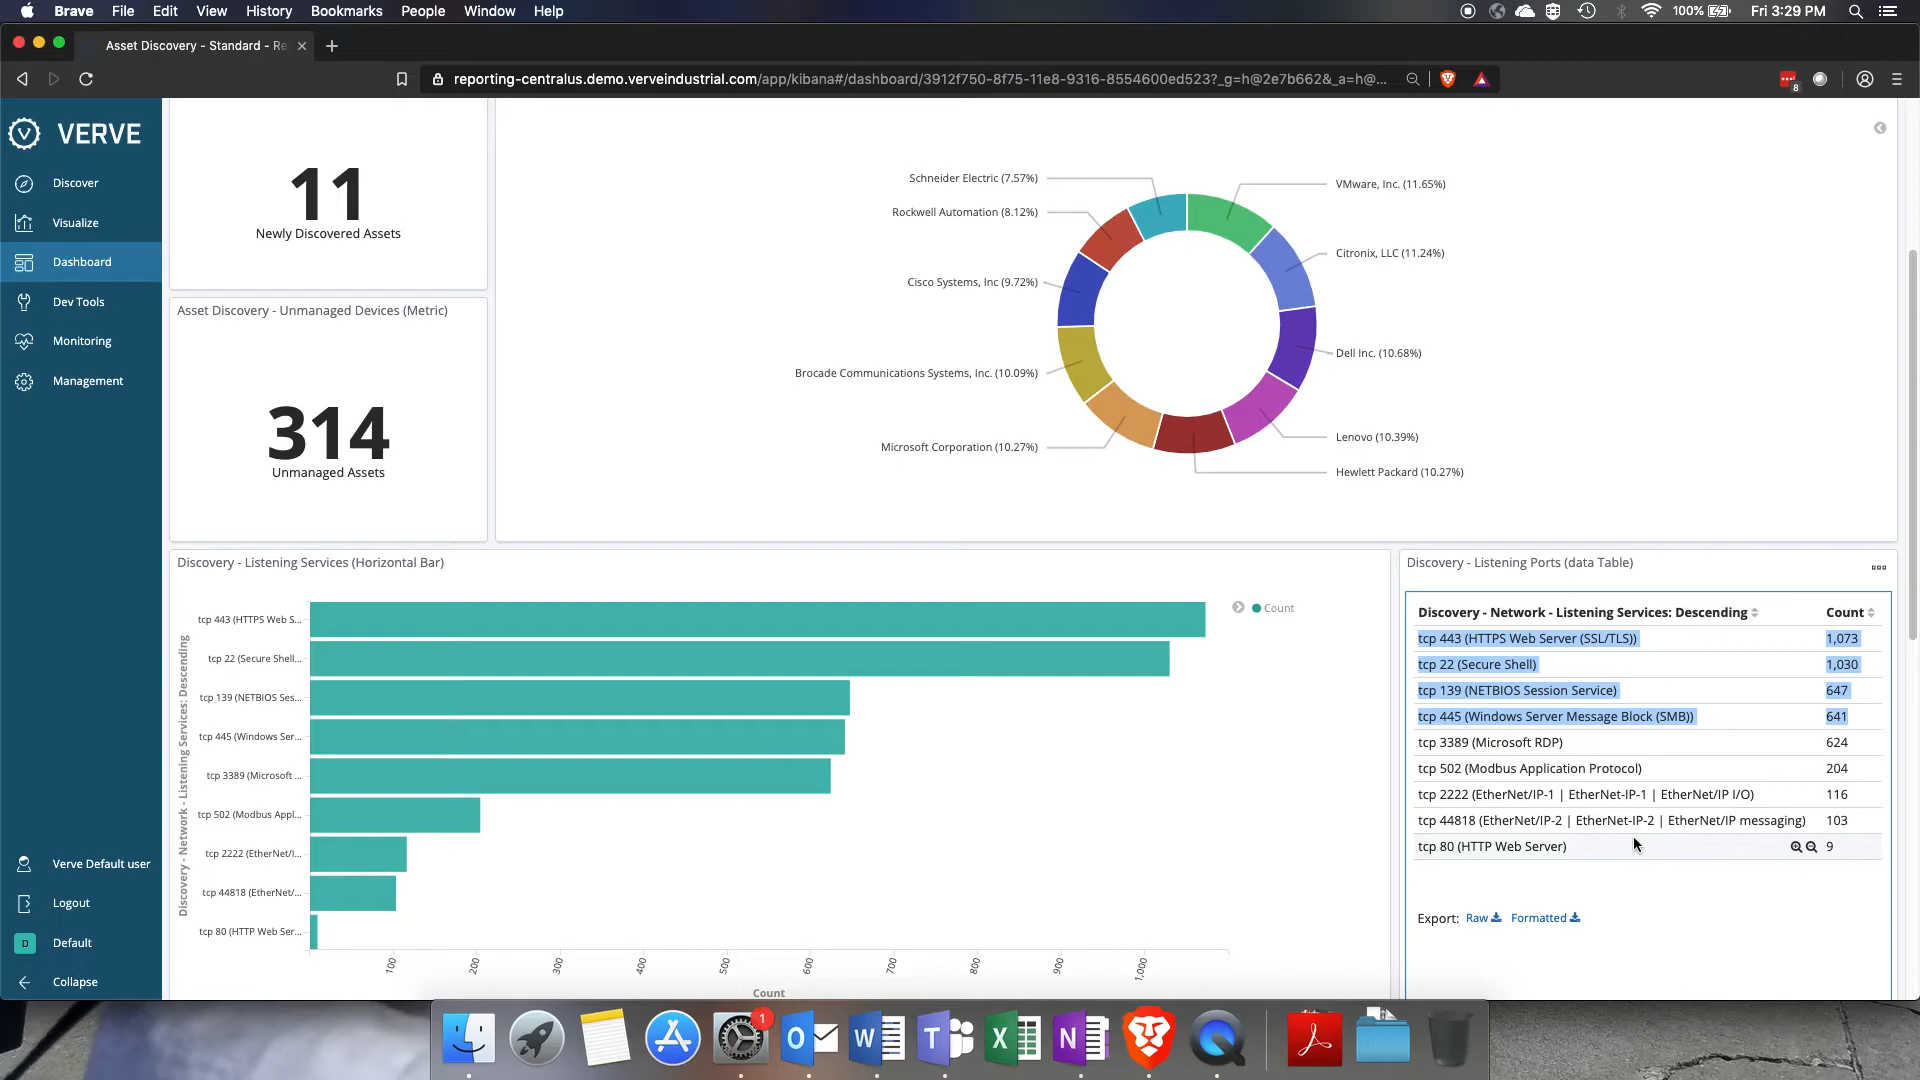 Brave File Edit View History Bookmarks People Window Help 100% Fri 3:29 PM
Asset Discovery - Standard - Re
reporting-centralus.demo.verveindustrial.com/app/kibana#/dashboard/3912f750-8f75-11e8-9316-8554600ed523?_g=h@2e7b662&_a=h@...
8
VERVE
Discover
Visualize
Dashboard
Dev Tools
Monitoring
Management
Verve Default user
Logout
D Default
Collapse
11
Newly Discovered Assets
Asset Discovery - Unmanaged Devices (Metric)
314
Unmanaged Assets
Schneider Electric (7.57%)
VMware, Inc. (11.65%)
Rockwell Automation (8.12%)
Citronix, LLC (11.24%)
Cisco Systems, Inc (9.72%)
Dell Inc. (10.68%)
Brocade Communications Systems, Inc. (10.09%)
Lenovo (10.39%)
Microsoft Corporation (10.27%)
Hewlett Packard (10.27%)
Discovery - Listening Services (Horizontal Bar)
Discovery - Network - Listening Services: Descending
tcp 443 (HTTPS Web S...
tcp 22 (Secure Shell...
tcp 139 (NETBIOS Ses...
tcp 445 (Windows Ser...
tcp 3389 (Microsoft ...
tcp 502 (Modbus Appl...
tcp 2222 (EtherNet/I...
tcp 44818 (EtherNet/...
tcp 80 (HTTP Web Ser...
100 200 300 400 500 600 700 800 900 1,000
Count
Count
Discovery - Listening Ports (data Table)
Discovery - Network - Listening Services: Descending Count
tcp 443 (HTTPS Web Server (SSL/TLS)) 1,073
tcp 22 (Secure Shell) 1,030
tcp 139 (NETBIOS Session Service) 647
tcp 445 (Windows Server Message Block (SMB)) 641
tcp 3389 (Microsoft RDP) 624
tcp 502 (Modbus Application Protocol) 204
tcp 2222 (EtherNet/IP-1 | EtherNet-IP-1 | EtherNet/IP I/O) 116
tcp 44818 (EtherNet/IP-2 | EtherNet-IP-2 | EtherNet/IP messaging) 103
tcp 80 (HTTP Web Server) 9
Export: Raw Formatted
1